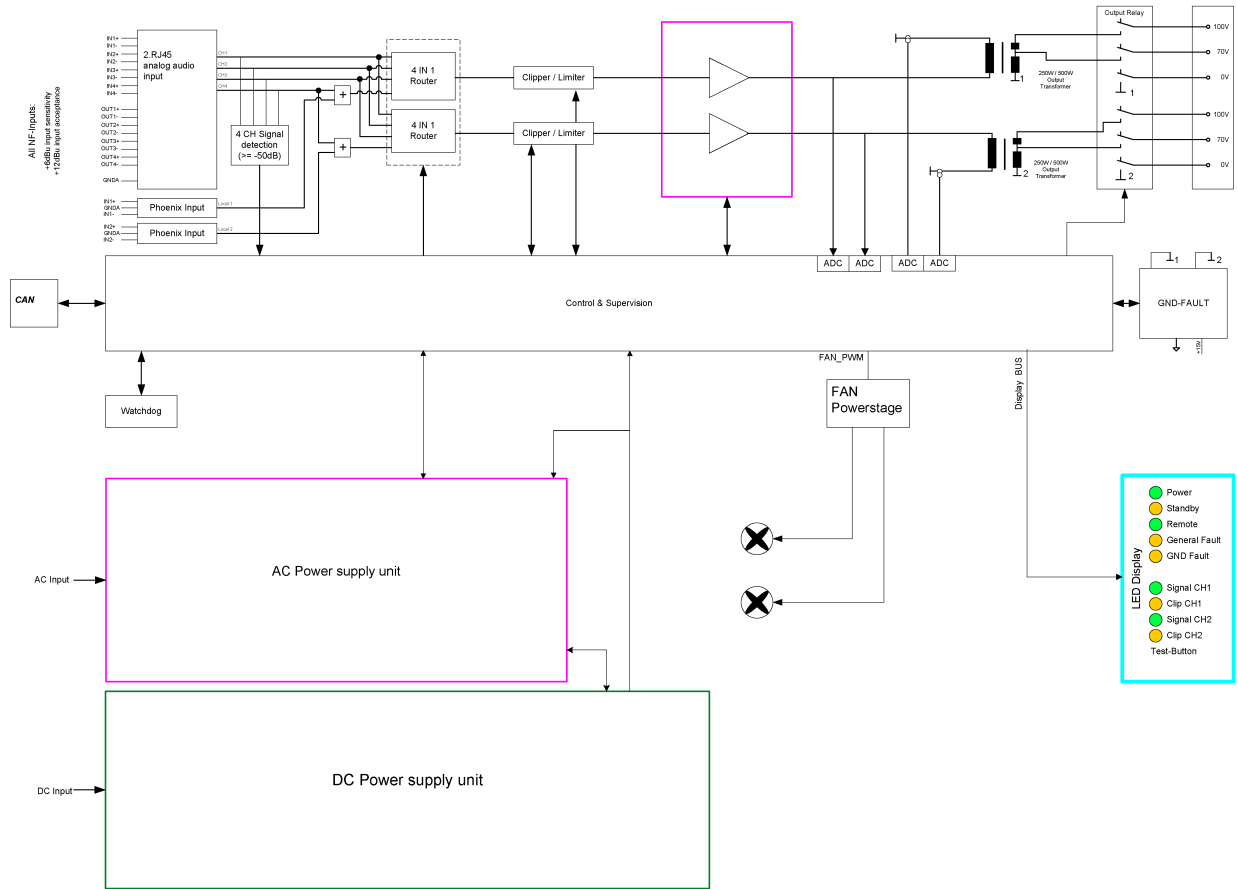 All NF-Inputs:
+6dBu input sensitivity
+12dBu input acceptance
IN1+
IN1-
IN2+
IN2-
IN3+
IN3-
IN4+
IN4-
OUT1+
OUT1-
OUT2+
OUT2-
OUT3+
OUT3-
OUT4+
OUT4-
GNDA
2.RJ45
analog audio
input
CH1
CH2
CH3
CH4
IN1+
GNDA
IN1-
Phoenix Input
Local 1
IN2+
GNDA
IN2-
Phoenix Input
Local 2
4 CH Signal
detection
(>= -50dB)
+
+
4 IN 1
Router
4 IN 1
Router
Clipper / Limiter
Clipper / Limiter
1
250W / 500W
Output
Transformer
2
250W / 500W
Output
Transformer
Output Relay
1
2
100V
70V
0V
100V
70V
0V
ADC
ADC
ADC
ADC
CAN
Control & Supervision
1
2
GND-FAULT
+15V
Watchdog
FAN_PWM
FAN
Powerstage
Display BUS
AC Input
AC Power supply unit
DC Input
DC Power supply unit
LED Display
Power
Standby
Remote
General Fault
GND Fault
Signal CH1
Clip CH1
Signal CH2
Clip CH2
Test-Button